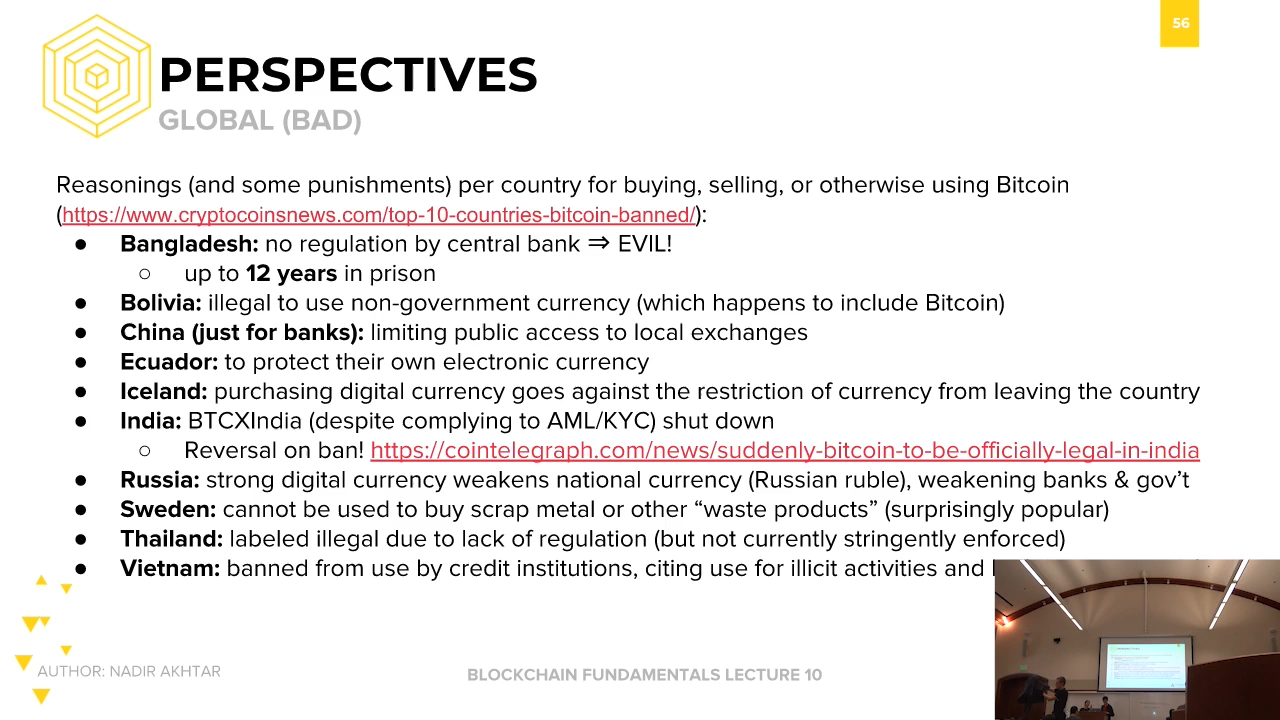 56
PERSPECTIVES
GLOBAL (BAD)
Reasonings (and some punishments) per country for buying, selling, or otherwise using Bitcoin
(https://www.cryptocoinsnews.com/top-10-countries-bitcoin-banned/):
● Bangladesh: no regulation by central bank ⇒ EVIL!
○ up to 12 years in prison
● Bolivia: illegal to use non-government currency (which happens to include Bitcoin)
● China (just for banks): limiting public access to local exchanges
● Ecuador: to protect their own electronic currency
● Iceland: purchasing digital currency goes against the restriction of currency from leaving the country
● India: BTCXIndia (despite complying to AML/KYC) shut down
○ Reversal on ban! https://cointelegraph.com/news/suddenly-bitcoin-to-be-officially-legal-in-india
● Russia: strong digital currency weakens national currency (Russian ruble), weakening banks & gov't
● Sweden: cannot be used to buy scrap metal or other “waste products” (surprisingly popular)
● Thailand: labeled illegal due to lack of regulation (but not currently stringently enforced)
● Vietnam: banned from use by credit institutions, citing use for illicit activities and
AUTHOR: NADIR AKHTAR
BLOCKCHAIN FUNDAMENTALS LECTURE 10